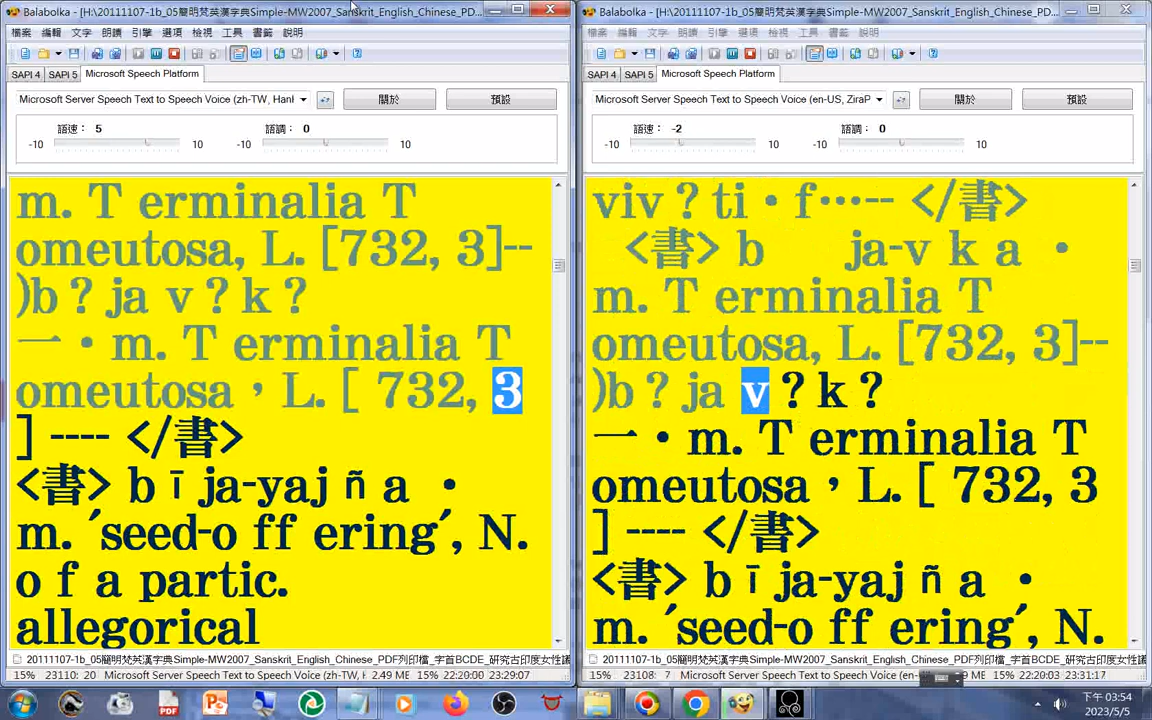 Balabolka - [H:\20111107-1b_05簡明梵英漢字典Simple-MW2007_Sanskrit_English_Chinese_PD...
檔案 編輯 文字 朗讀 引擎 選項 檢視 工具 書籤 說明
SAPI 4 SAPI 5 Microsoft Speech Platform
Microsoft Server Speech Text to Speech Voice (zh-TW, HanI 關於 預設
語速： 5 語調： 0
-10 10 -10 10
m. T erminalia T
omeutosa, L. [732, 3]--
)b ? ja v ? k ?
一 • m. T erminalia T
omeutosa，L. [ 732, 3
] ---- </書>
<書> b ī ja-yaj ñ a •
m. ´seed-o ff ering´, N.
o f a partic.
allegorical
20111107-1b_05簡明梵英漢字典Simple-MW2007_Sanskrit_English_Chinese_PDF列印檔_字首BCDE_研究古印度女性議
15% 23110: 20 Microsoft Server Speech Text to Speech Voice (zh-TW, H 2.49 MB 15% 22:20:00 23:29:07
Balabolka - [H:\20111107-1b_05簡明梵英漢字典Simple-MW2007_Sanskrit_English_Chinese_PD...
檔案 編輯 文字 朗讀 引擎 選項 檢視 工具 書籤 說明
SAPI 4 SAPI 5 Microsoft Speech Platform
Microsoft Server Speech Text to Speech Voice (en-US, ZiraP 關於 預設
語速： -2 語調： 0
-10 10 -10 10
viv ? ti • f⋯-- </書>
<書> b ja-v k a •
m. T erminalia T
omeutosa, L. [732, 3]--
)b ? ja v ? k ?
一 • m. T erminalia T
omeutosa，L. [ 732, 3
] ---- </書>
<書> b ī ja-yaj ñ a •
m. ´seed-o ff ering´, N.
20111107-1b_05簡明梵英漢字典Simple-MW2007_Sanskrit_English_Chinese_PDF列印檔_字首BCDE_研究古印度女性議
15% 23108: 7 Microsoft Server Speech Text to Speech Voice (en-US, Z MB 15% 22:20:03 23:31:17
下午 03:54
2023/5/5